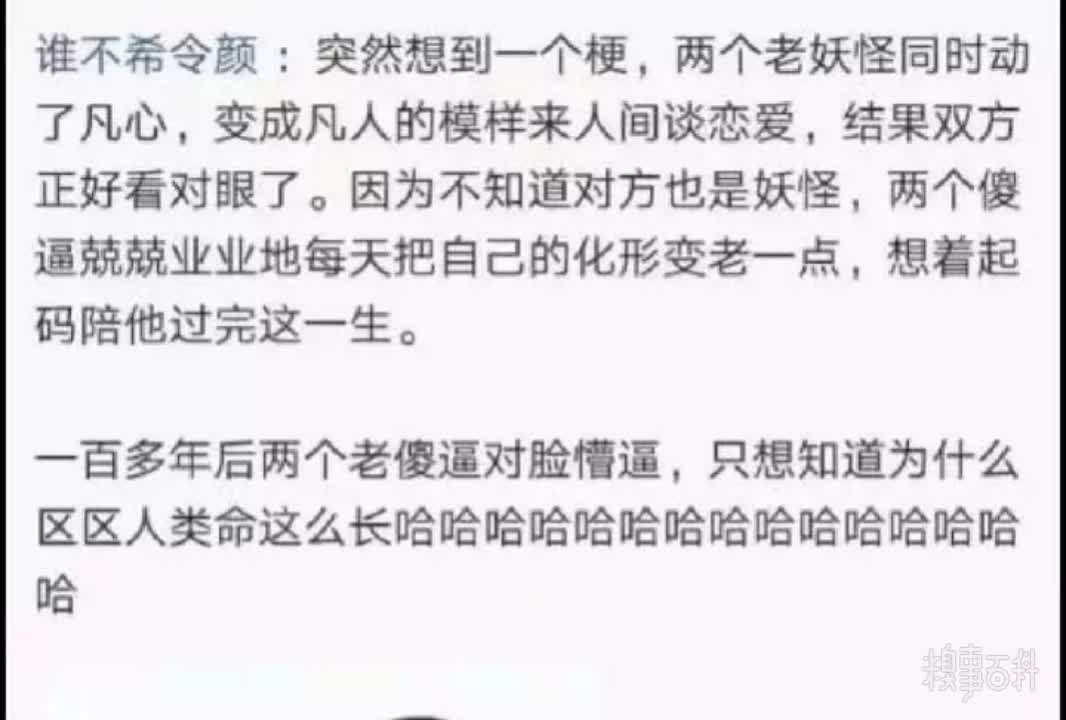 谁不希令颜：突然想到一个梗，两个老妖怪同时动
了凡心，变成凡人的模样来人间谈恋爱，结果双方
正好看对眼了。因为不知道对方也是妖怪，两个傻
逼兢兢业业地每天把自己的化形变老一点，想着起
码陪他过完这一生。
一百多年后两个老傻逼对脸懵逼，只想知道为什么
区区人类命这么长哈哈哈哈哈哈哈哈哈哈哈哈哈哈
哈
糗事百科